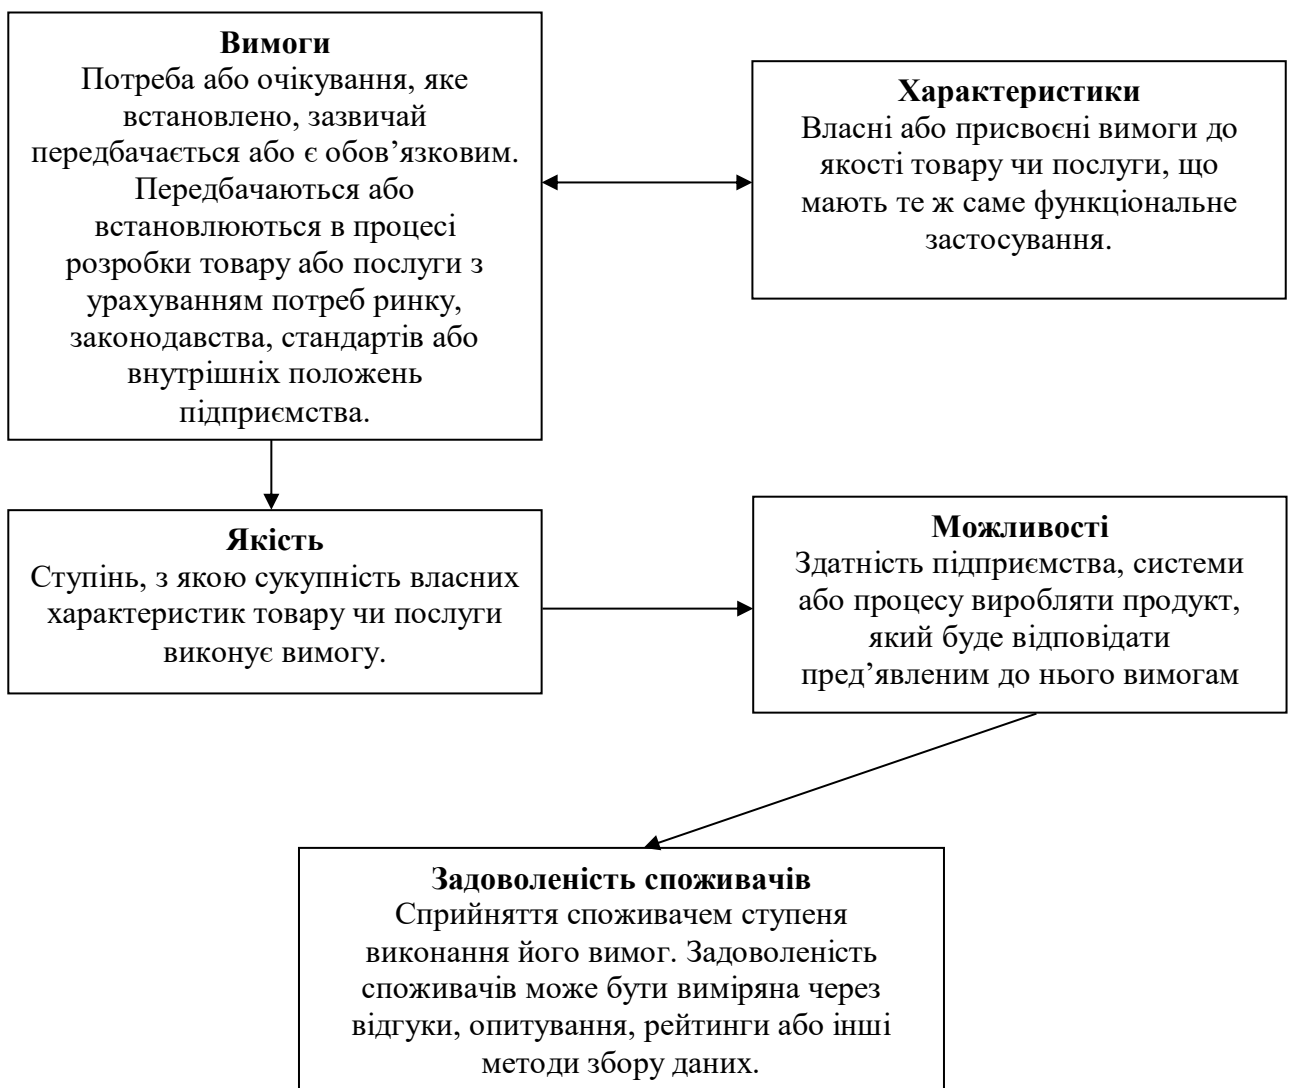 Вимоги
Потреба або очікування, яке
встановлено, зазвичай
передбачається або є обов’язковим.
Передбачаються або
встановлюються в процесі
розробки товару або послуги з
урахуванням потреб ринку,
законодавства, стандартів або
внутрішніх положень
підприємства.
Характеристики
Власні або присвоєні вимоги до
якості товару чи послуги, що
мають те ж саме функціональне
застосування.
Якість
Ступінь, з якою сукупність власних
характеристик товару чи послуги
виконує вимогу.
Можливості
Здатність підприємства, системи
або процесу виробляти продукт,
який буде відповідати
пред’явленим до нього вимогам
Задоволеність споживачів
Сприйняття споживачем ступеня
виконання його вимог. Задоволеність
споживачів може бути виміряна через
відгуки, опитування, рейтинги або інші
методи збору даних.